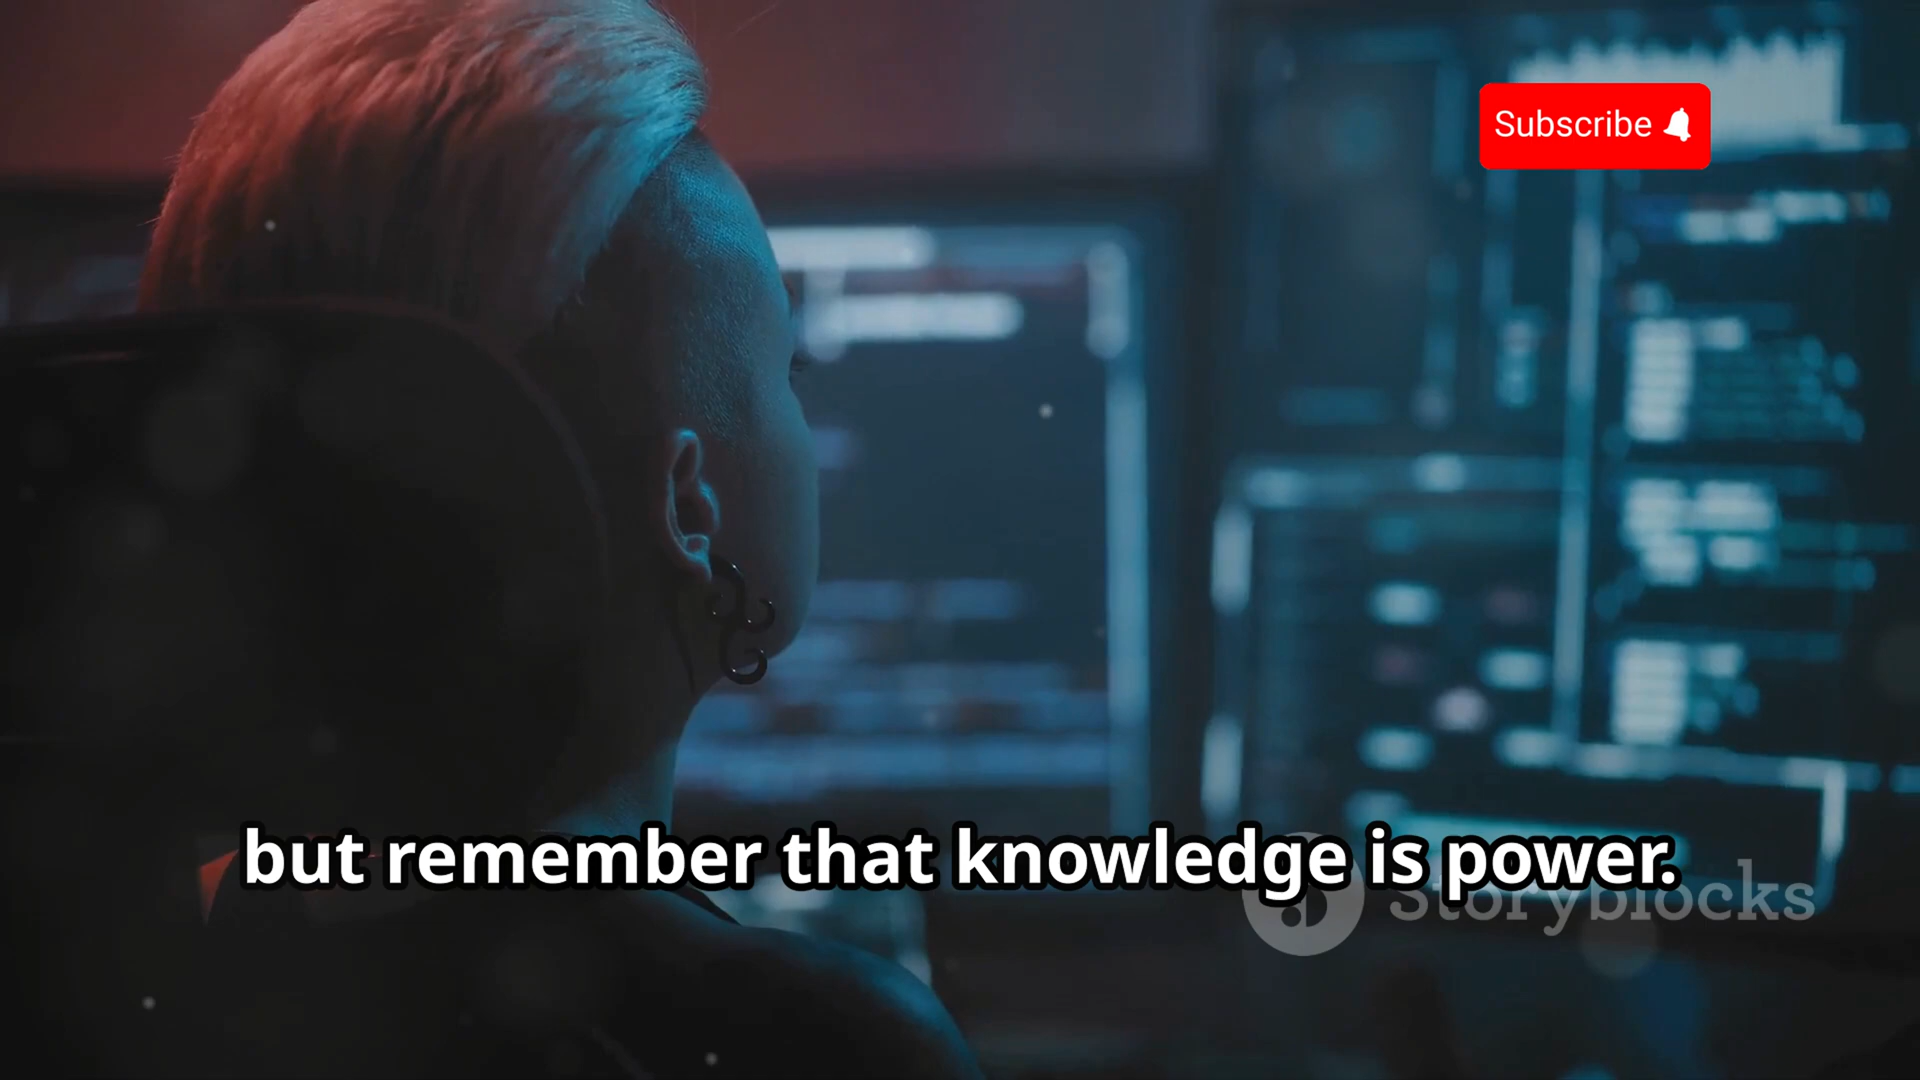 Subscribe
but remember that knowledge is power.
Storyblocks